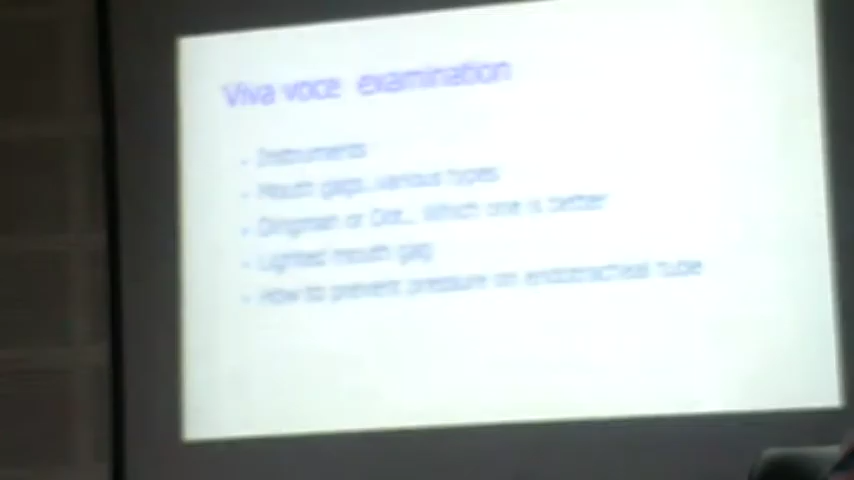 Viva voce examination
- Instruments
- Mouth gags, various types
- Dingman or Dot.. Which one is better
- Lighted mouth gag
- How to prevent pressure on endotracheal tube